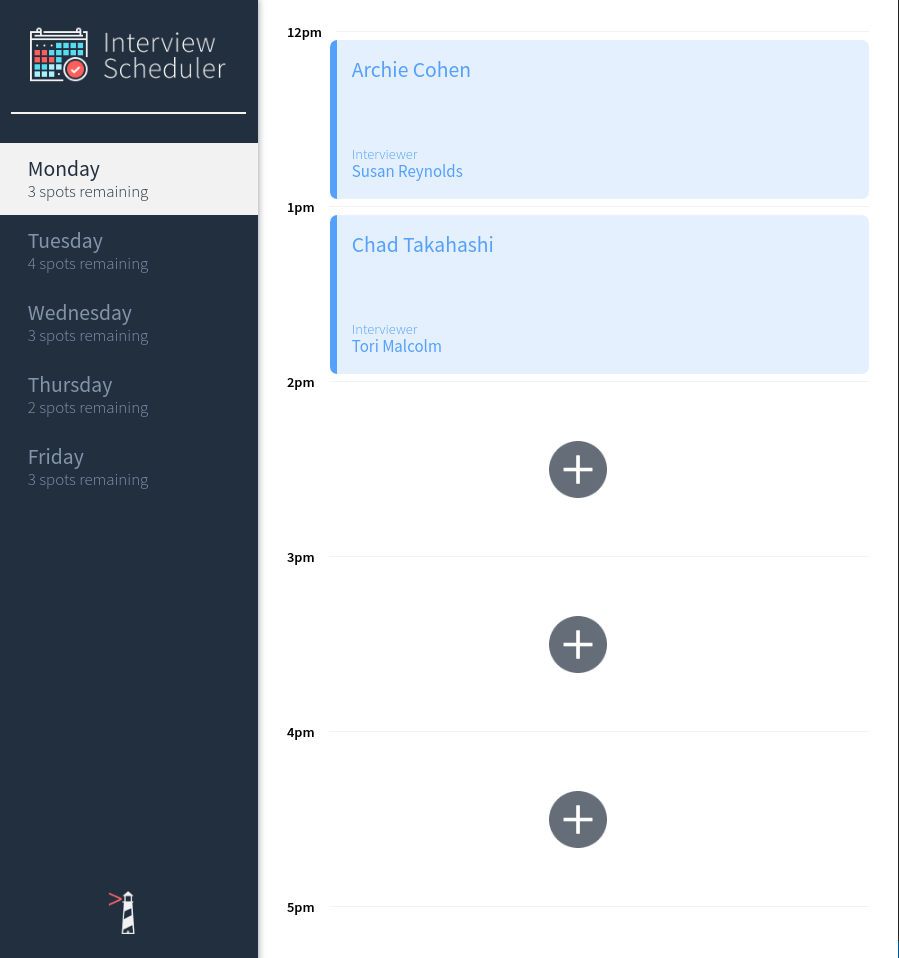 Interview
Scheduler
Monday
3 spots remaining
Tuesday
4 spots remaining
Wednesday
3 spots remaining
Thursday
2 spots remaining
Friday
3 spots remaining
12pm
Archie Cohen
Interviewer
Susan Reynolds
1pm
Chad Takahashi
Interviewer
Tori Malcolm
2pm
3pm
4pm
5pm